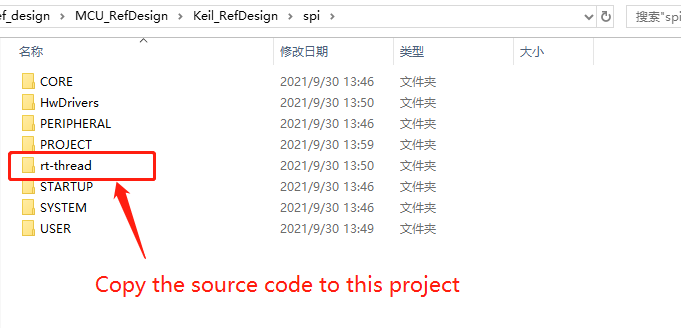 ef_design > MCU_RefDesign > Keil_RefDesign > spi >
搜索"spi
名称 修改日期 类型 大小
CORE 2021/9/30 13:46 文件夹
HwDrivers 2021/9/30 13:50 文件夹
PERIPHERAL 2021/9/30 13:46 文件夹
PROJECT 2021/9/30 13:59 文件夹
rt-thread 2021/9/30 13:50 文件夹
STARTUP 2021/9/30 13:46 文件夹
SYSTEM 2021/9/30 13:46 文件夹
USER 2021/9/30 13:49 文件夹
Copy the source code to this project